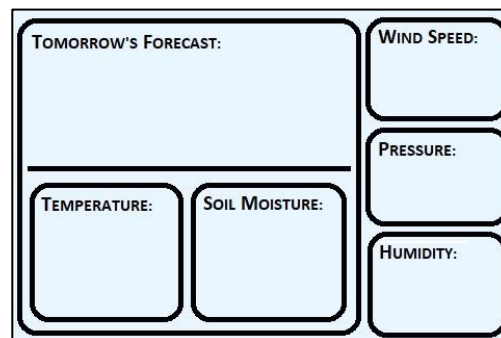 Tomorrow's Forecast:
Wind Speed:
Pressure:
Temperature:
Soil Moisture:
Humidity: